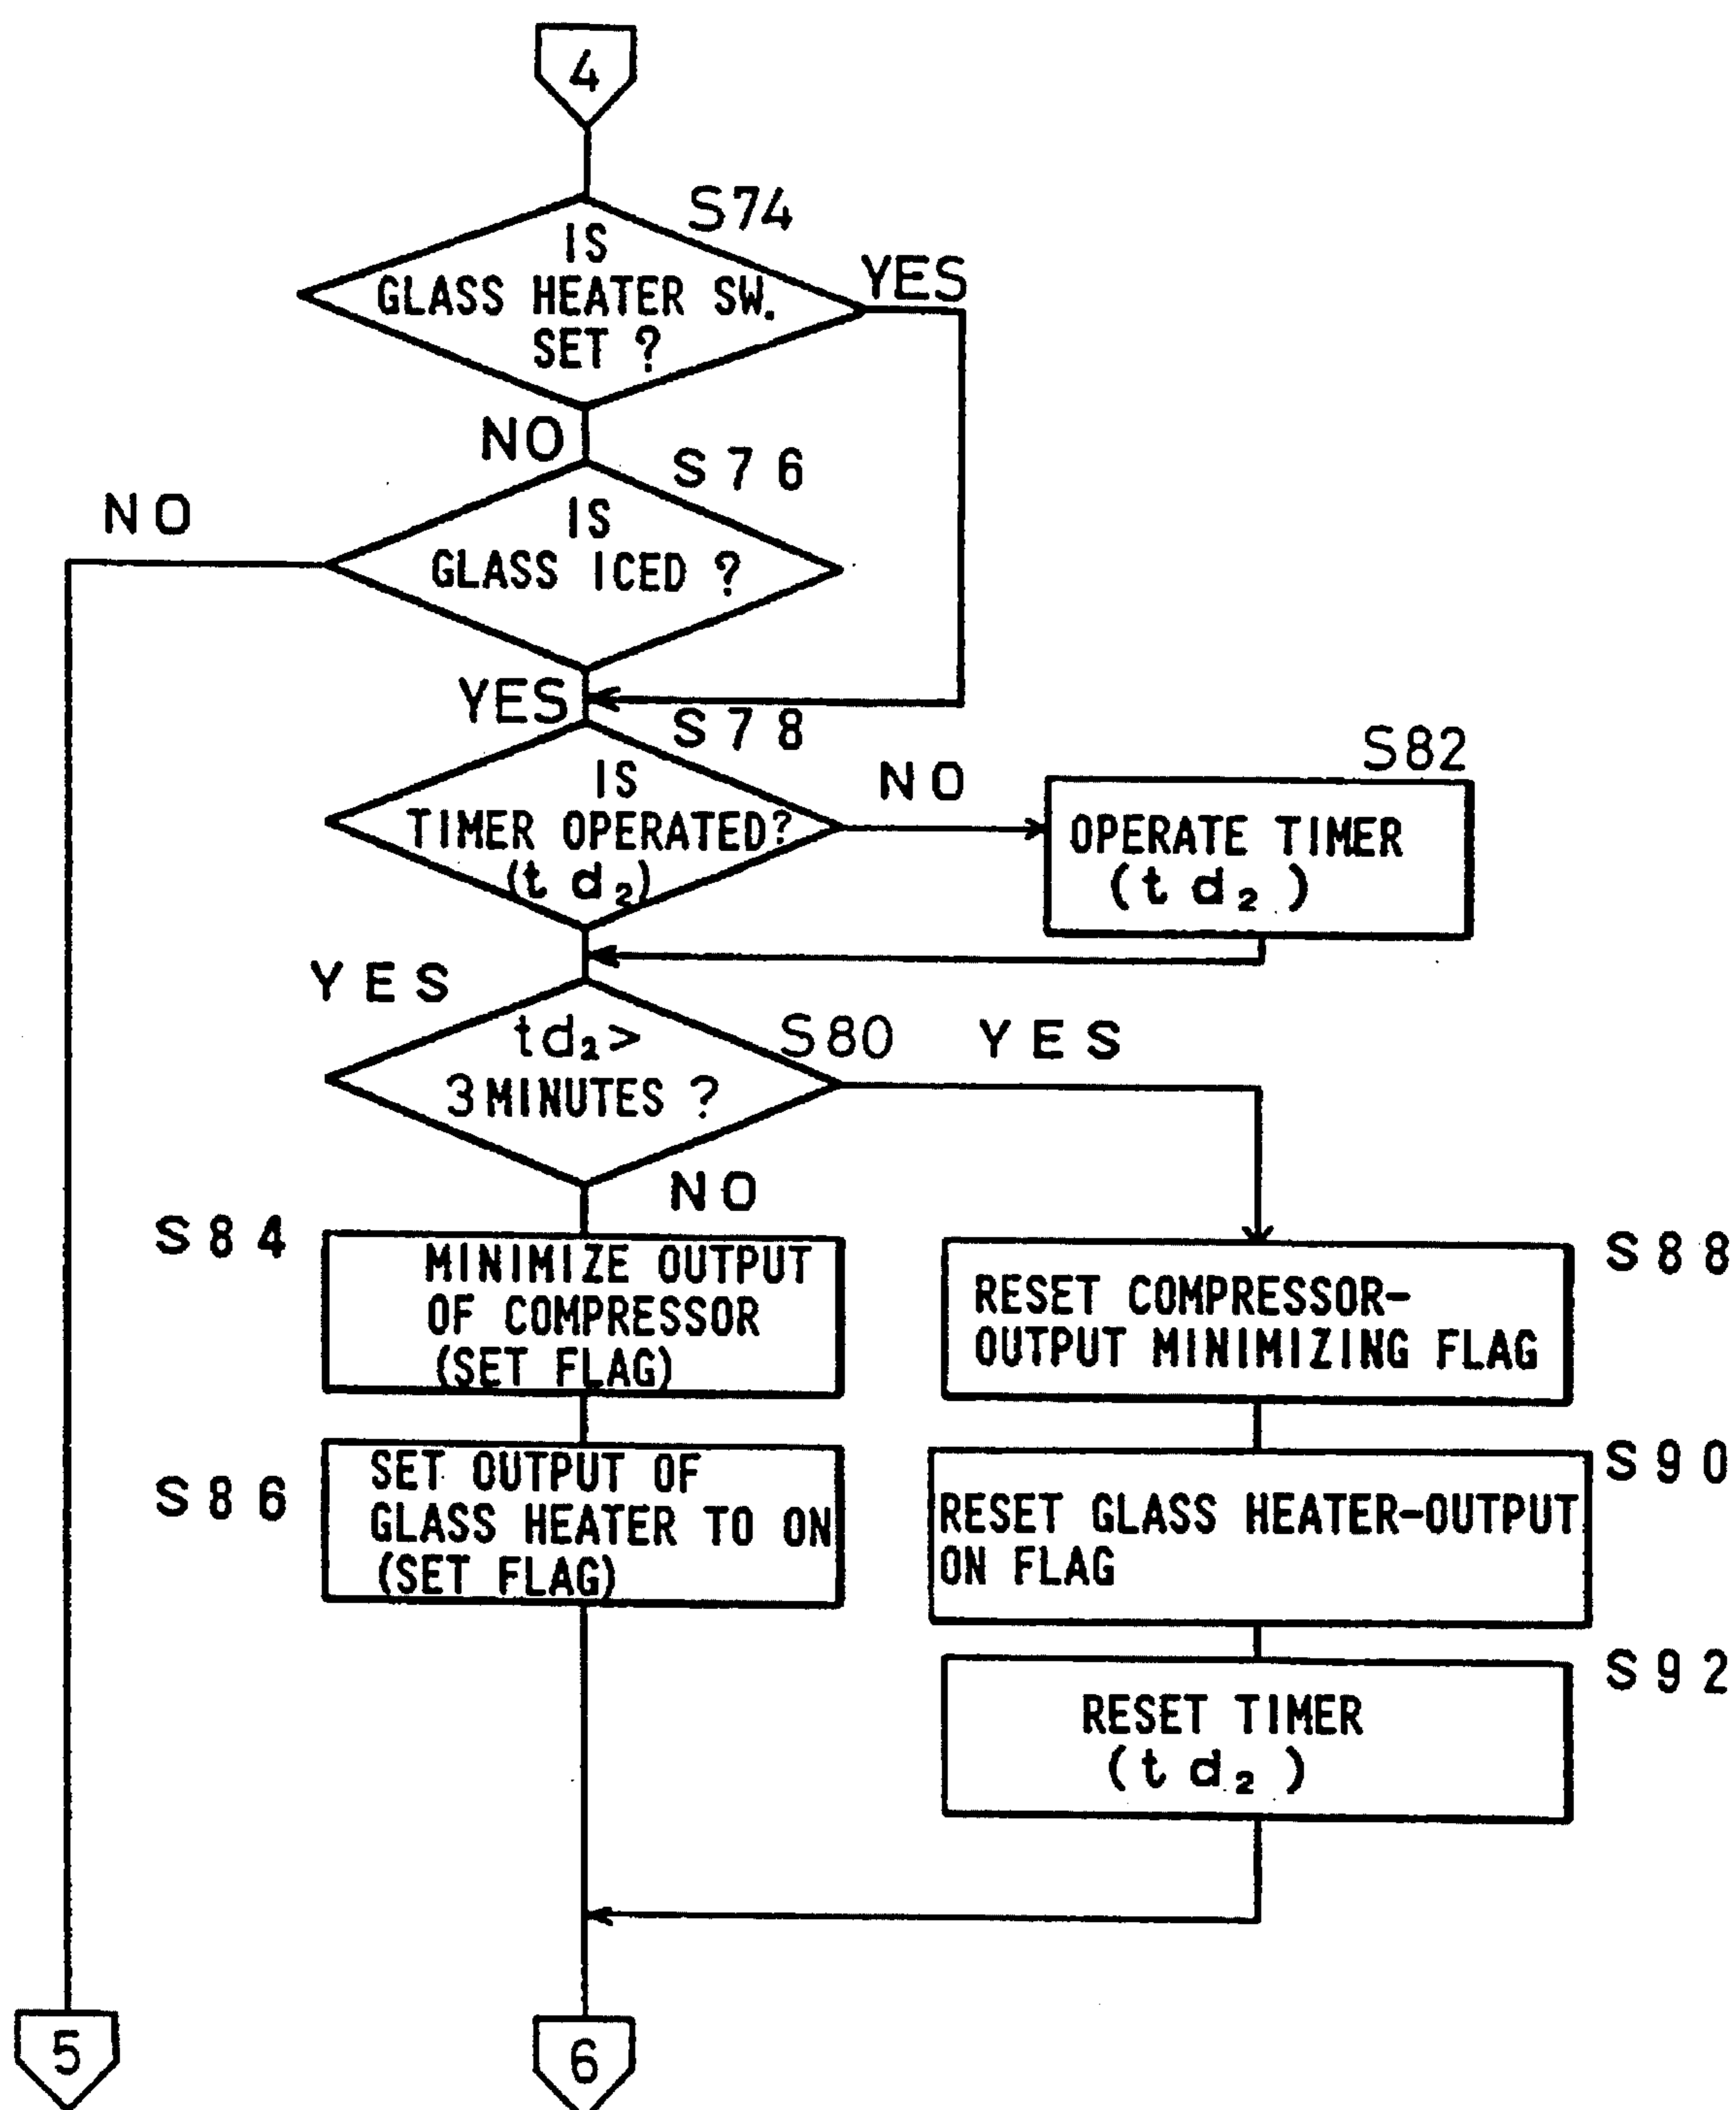 4
S74
IS
GLASS HEATER SW.
SET ?
YES
NO
S76
NO
IS
GLASS ICED ?
YES
S78
IS
TIMER OPERATED?
(td₂)
NO
S82
OPERATE TIMER
(td₂)
YES
td₂>
3 MINUTES ?
S80
YES
NO
S84
MINIMIZE OUTPUT
OF COMPRESSOR
(SET FLAG)
S88
RESET COMPRESSOR-
OUTPUT MINIMIZING FLAG
S86
SET OUTPUT OF
GLASS HEATER TO ON
(SET FLAG)
S90
RESET GLASS HEATER-OUTPUT
ON FLAG
S92
RESET TIMER
(td₂)
5
6